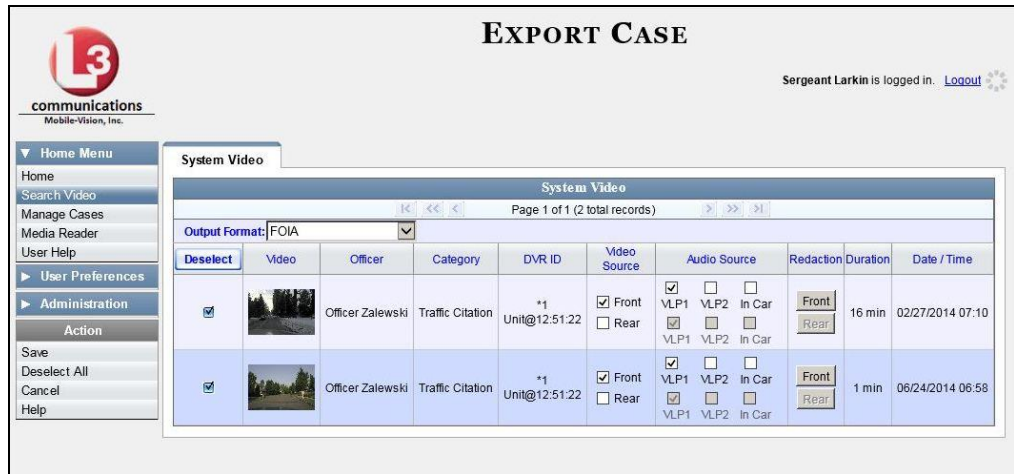 EXPORT CASE
L3
communications
Mobile-Vision, Inc.
Sergeant Larkin is logged in. Logout
▼ Home Menu
Home
Search Video
Manage Cases
Media Reader
User Help
▶ User Preferences
▶ Administration
Action
Save
Deselect All
Cancel
Help
System Video
System Video
Page 1 of 1 (2 total records)
Output Format: FOIA
Deselect Video Officer Category DVR ID Video Source Audio Source Redaction Duration Date / Time
Officer Zalewski Traffic Citation *1 Unit@12:51:22 Front Rear VLP1 VLP2 In Car VLP1 VLP2 In Car Front Rear 16 min 02/27/2014 07:10
Officer Zalewski Traffic Citation *1 Unit@12:51:22 Front Rear VLP1 VLP2 In Car VLP1 VLP2 In Car Front Rear 1 min 06/24/2014 06:58